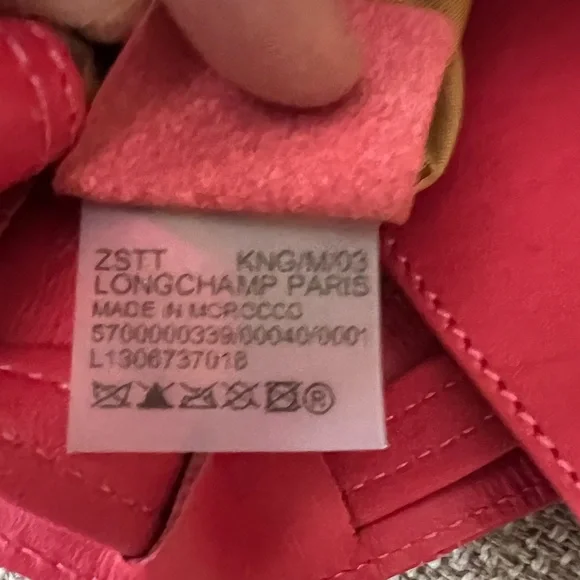 ZSTT KNG/M/03
LONGCHAMP PARIS
MADE IN MOROCCO
5700000339/00040/0001
L1306737018
®